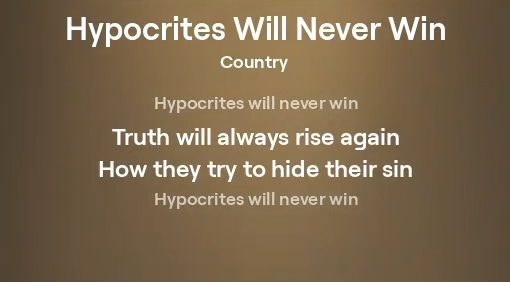 Hypocrites Will Never Win
Country
Hypocrites will never win
Truth will always rise again
How they try to hide their sin
Hypocrites will never win